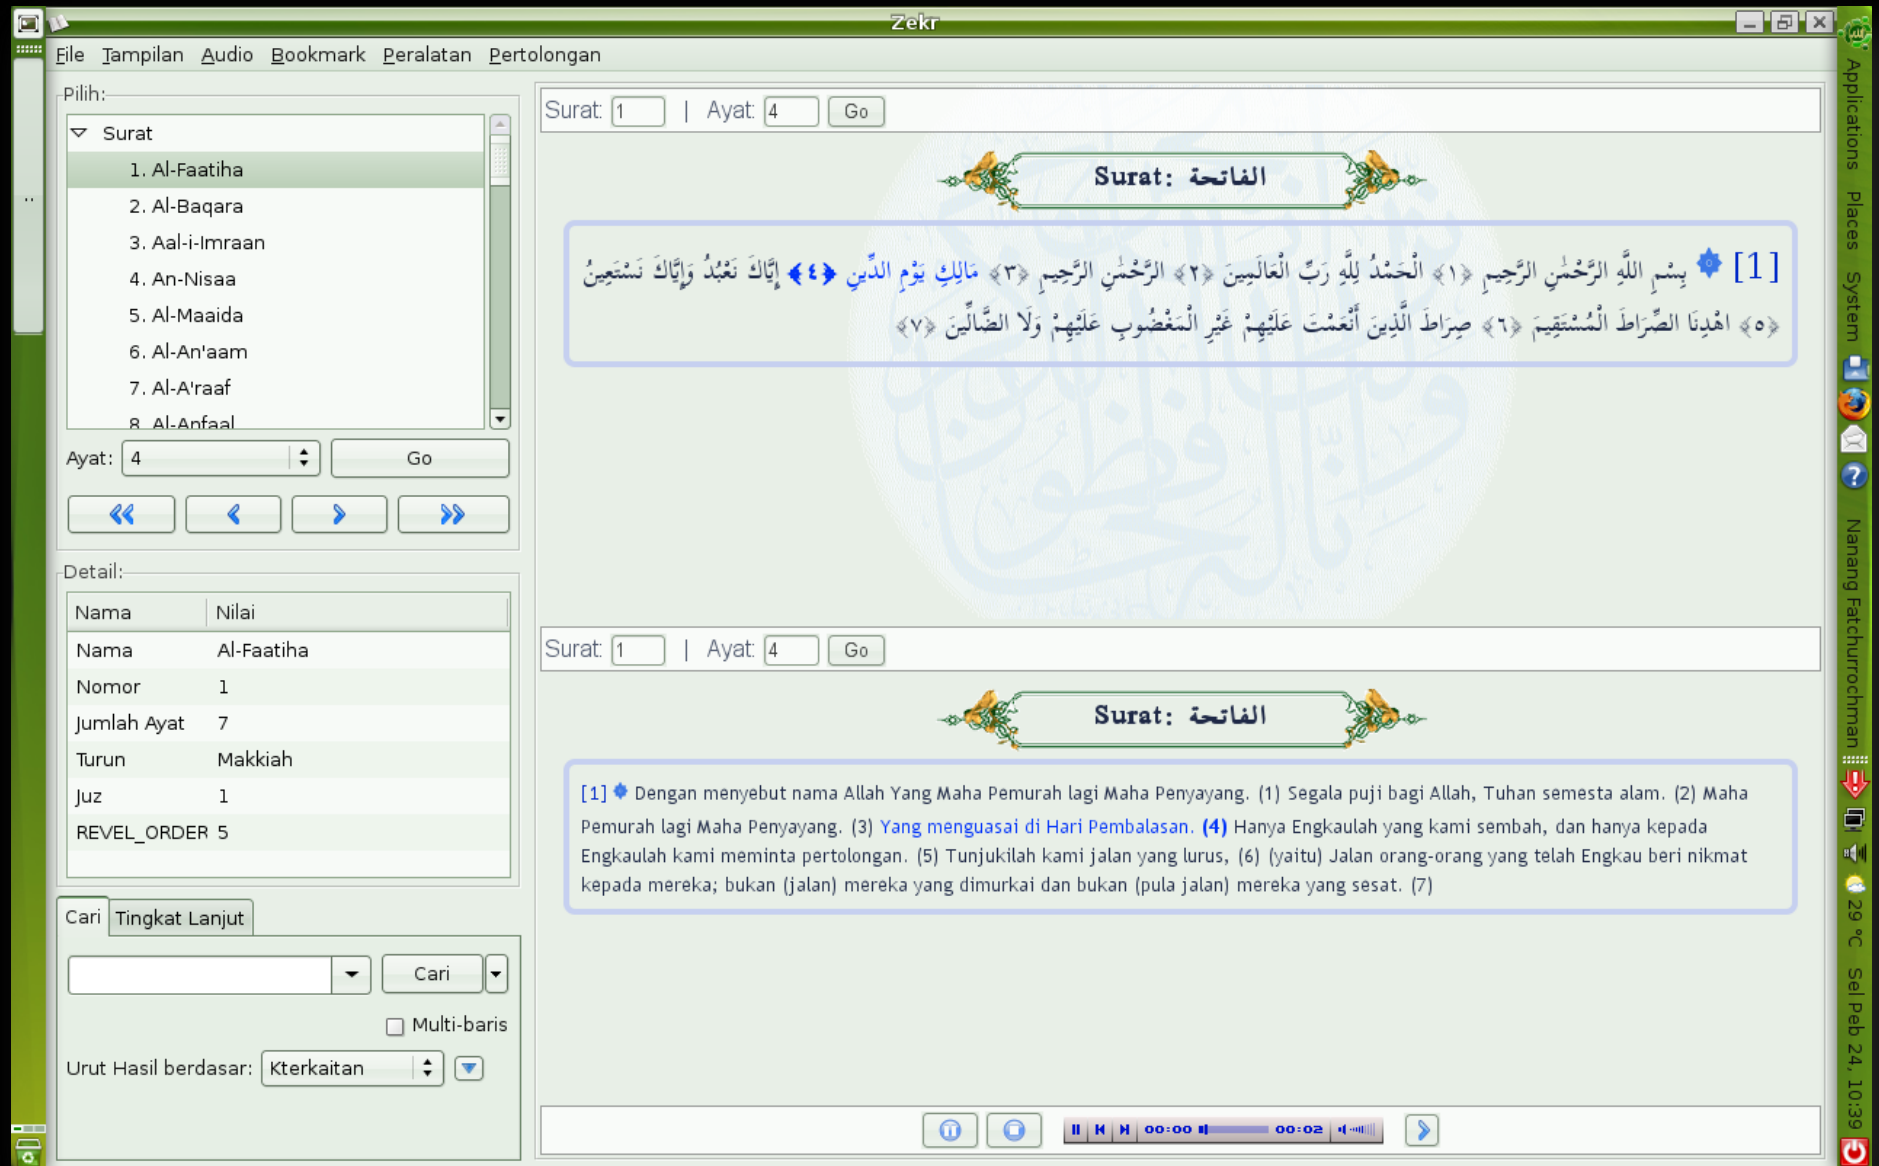 Zekr
File Tampilan Audio Bookmark Peralatan Pertolongan
Pilih:
Surat
1. Al-Faatiha
2. Al-Baqara
3. Aal-i-Imraan
4. An-Nisaa
5. Al-Maaida
6. Al-An'aam
7. Al-A'raaf
8. Al-Anfaal
Ayat: 4 Go
Detail:
Nama Nilai
Nama Al-Faatiha
Nomor 1
Jumlah Ayat 7
Turun Makkiah
Juz 1
REVEL_ORDER 5
Cari Tingkat Lanjut
Cari
Multi-baris
Urut Hasil berdasar: Kterkaitan
Surat: 1 | Ayat: 4 Go
Surat: الفاتحة
[1] بِسْمِ اللَّهِ الرَّحْمَٰنِ الرَّحِيمِ ﴿١﴾ الْحَمْدُ لِلَّهِ رَبِّ الْعَالَمِينَ ﴿٢﴾ الرَّحْمَٰنِ الرَّحِيمِ ﴿٣﴾ مَالِكِ يَوْمِ الدِّينِ ﴿٤﴾ إِيَّاكَ نَعْبُدُ وَإِيَّاكَ نَسْتَعِينُ
﴿٥﴾ اهْدِنَا الصِّرَاطَ الْمُسْتَقِيمَ ﴿٦﴾ صِرَاطَ الَّذِينَ أَنْعَمْتَ عَلَيْهِمْ غَيْرِ الْمَغْضُوبِ عَلَيْهِمْ وَلَا الضَّالِّينَ ﴿٧﴾
Surat: 1 | Ayat: 4 Go
Surat: الفاتحة
[1] Dengan menyebut nama Allah Yang Maha Pemurah lagi Maha Penyayang. (1) Segala puji bagi Allah, Tuhan semesta alam. (2) Maha
Pemurah lagi Maha Penyayang. (3) Yang menguasai di Hari Pembalasan. (4) Hanya Engkaulah yang kami sembah, dan hanya kepada
Engkaulah kami meminta pertolongan. (5) Tunjukilah kami jalan yang lurus, (6) (yaitu) Jalan orang-orang yang telah Engkau beri nikmat
kepada mereka; bukan (jalan) mereka yang dimurkai dan bukan (pula jalan) mereka yang sesat. (7)
00:00 00:02
Applications Places System
Nanang Fatchurrochman
29 °C Sel Peb 24, 10:39